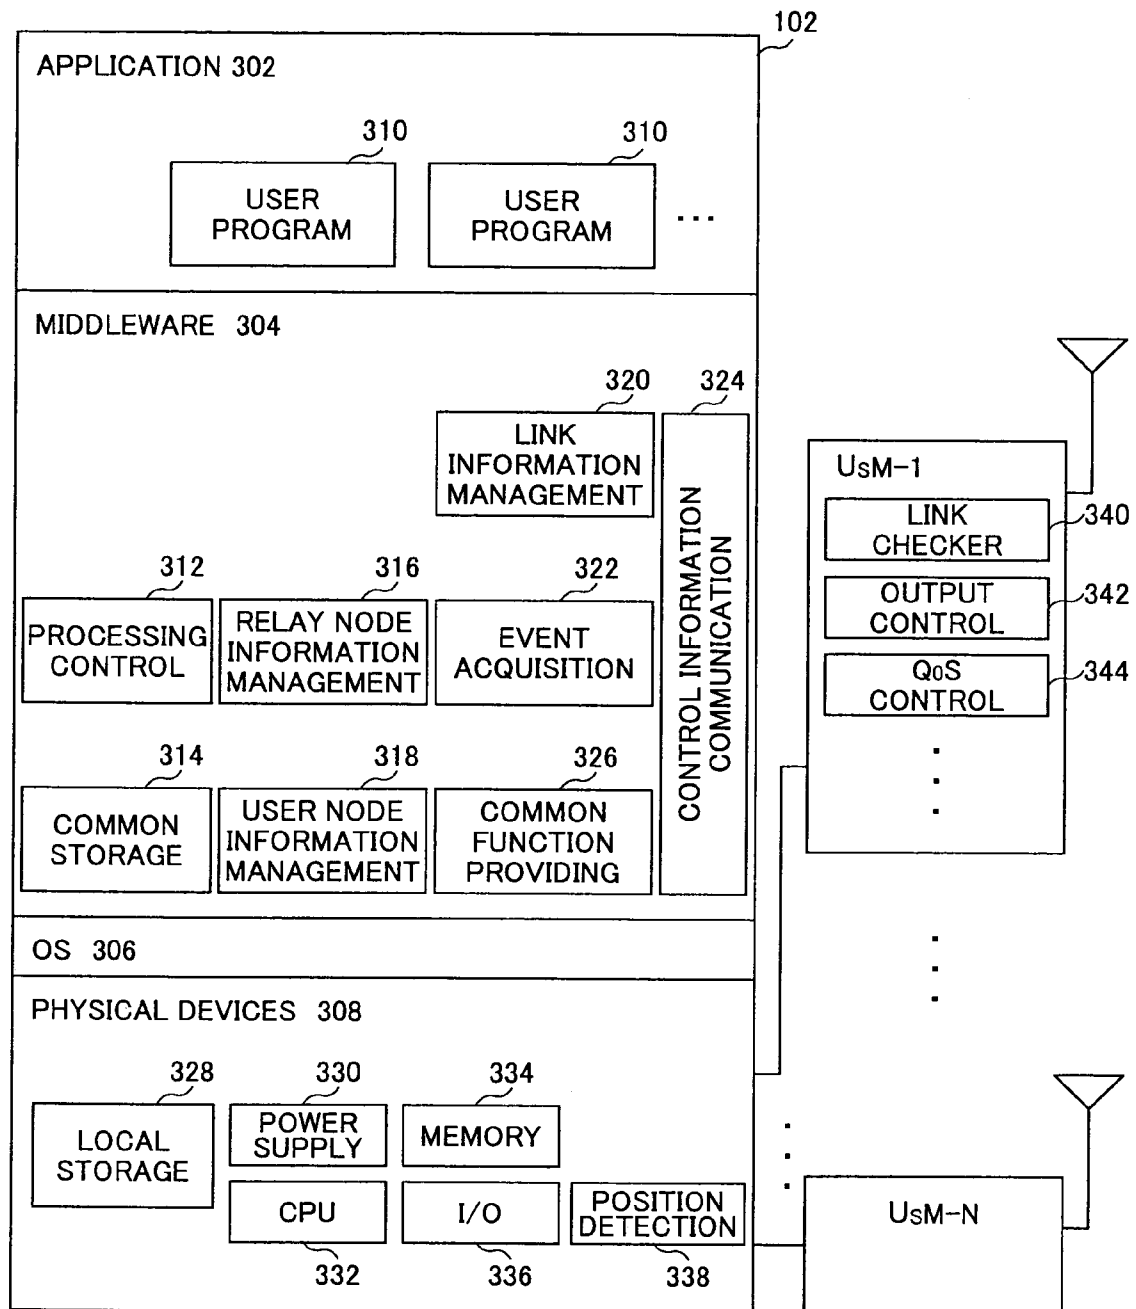 102
APPLICATION 302
310
310
USER
PROGRAM
USER
PROGRAM
...
MIDDLEWARE 304
320
324
LINK
INFORMATION
MANAGEMENT
CONTROL INFORMATION
COMMUNICATION
312
316
322
PROCESSING
CONTROL
RELAY NODE
INFORMATION
MANAGEMENT
EVENT
ACQUISITION
314
318
326
COMMON
STORAGE
USER NODE
INFORMATION
MANAGEMENT
COMMON
FUNCTION
PROVIDING
OS 306
PHYSICAL DEVICES 308
328
330
334
LOCAL
STORAGE
POWER
SUPPLY
MEMORY
CPU
I/O
POSITION
DETECTION
332
336
338
UsM-1
LINK
CHECKER
340
OUTPUT
CONTROL
342
QoS
CONTROL
344
UsM-N